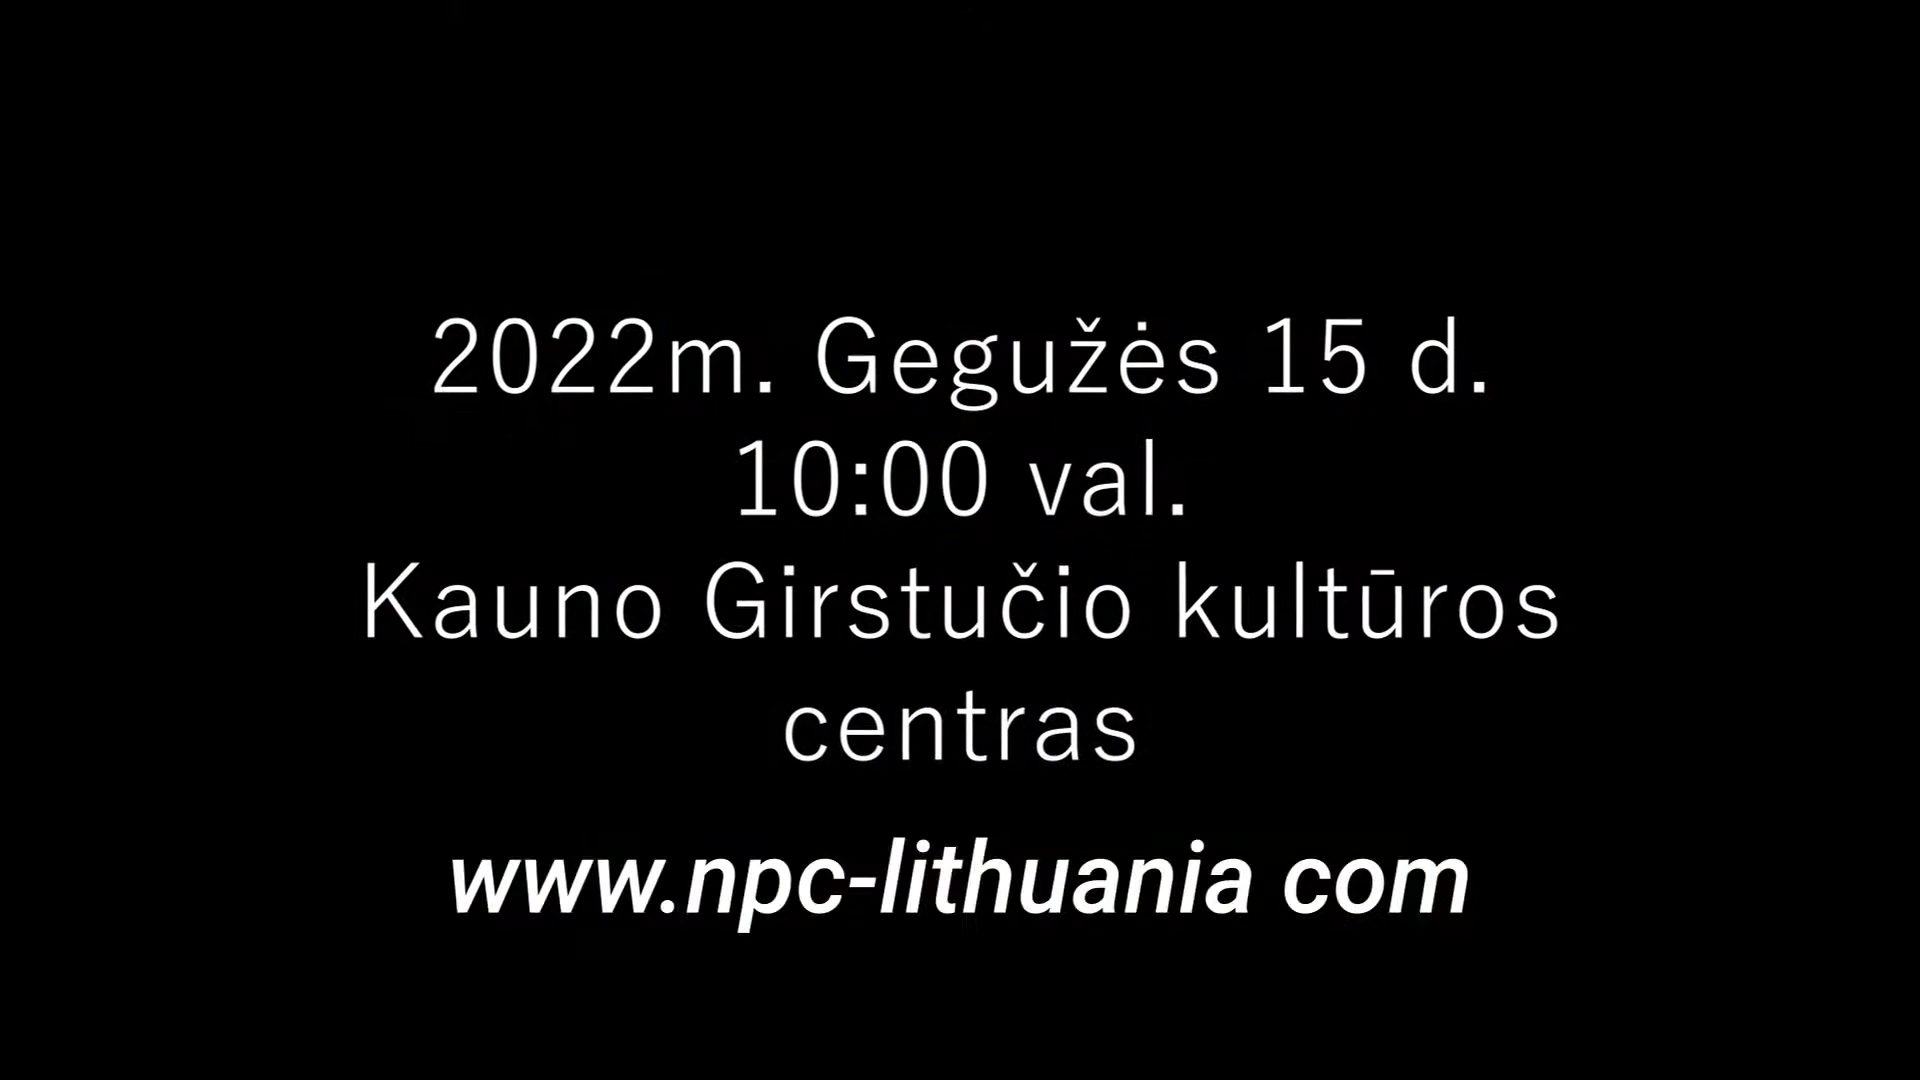 2022m. Gegužės 15 d.
10:00 val.
Kauno Girstučio kultūros
centras
www.npc-lithuania com